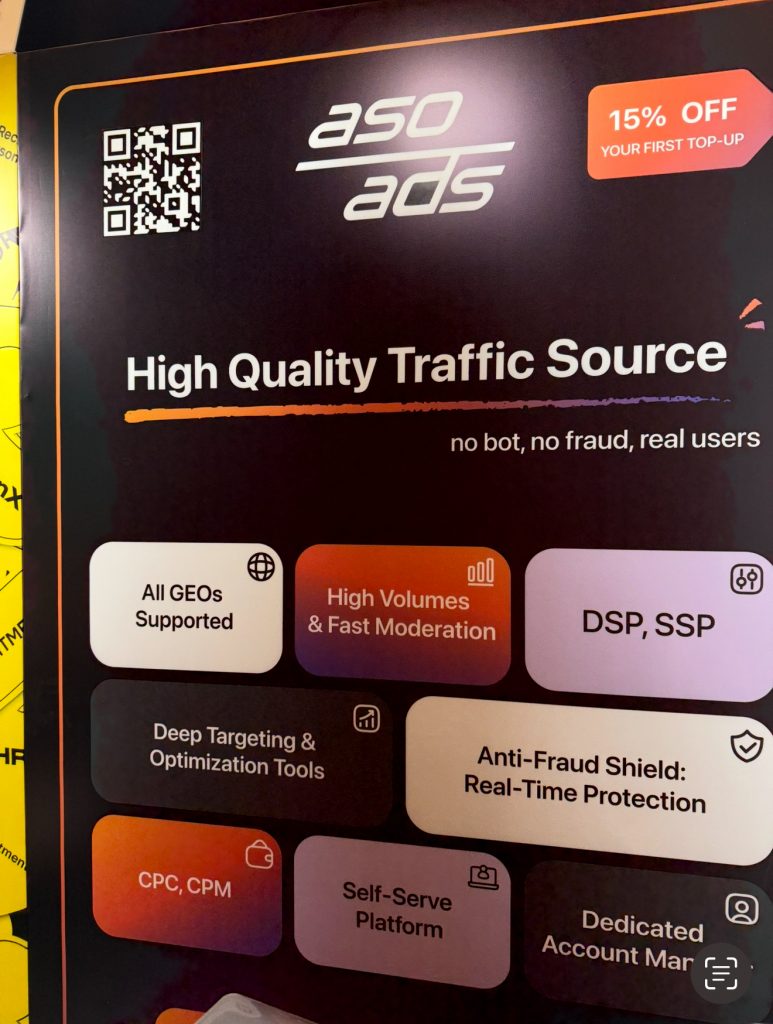 aso
ads
15% OFF
YOUR FIRST TOP-UP
High Quality Traffic Source
no bot, no fraud, real users
All GEOs
Supported
High Volumes
& Fast Moderation
DSP, SSP
Deep Targeting &
Optimization Tools
Anti-Fraud Shield:
Real-Time Protection
CPC, CPM
Self-Serve
Platform
Dedicated
Account